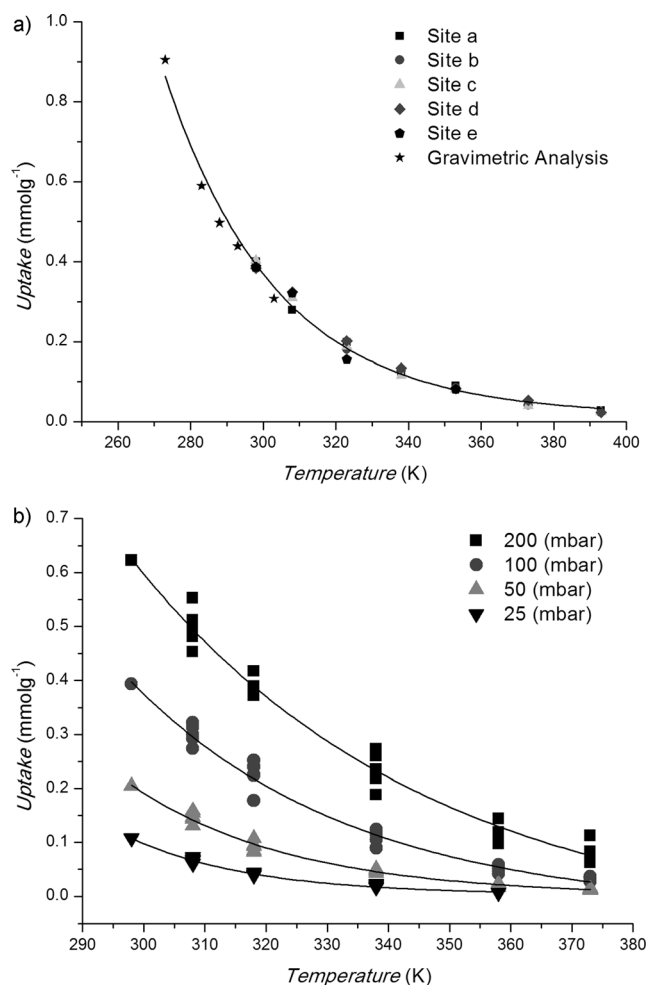 a)
1.0
0.8
0.6
0.4
0.2
0.0
Uptake (mmolg⁻¹)
Site a
Site b
Site c
Site d
Site e
Gravimetric Analysis
260 280 300 320 340 360 380 400
Temperature (K)
b)
0.7
0.6
0.5
0.4
0.3
0.2
0.1
0.0
Uptake (mmolg⁻¹)
200 (mbar)
100 (mbar)
50 (mbar)
25 (mbar)
290 300 310 320 330 340 350 360 370 380
Temperature (K)